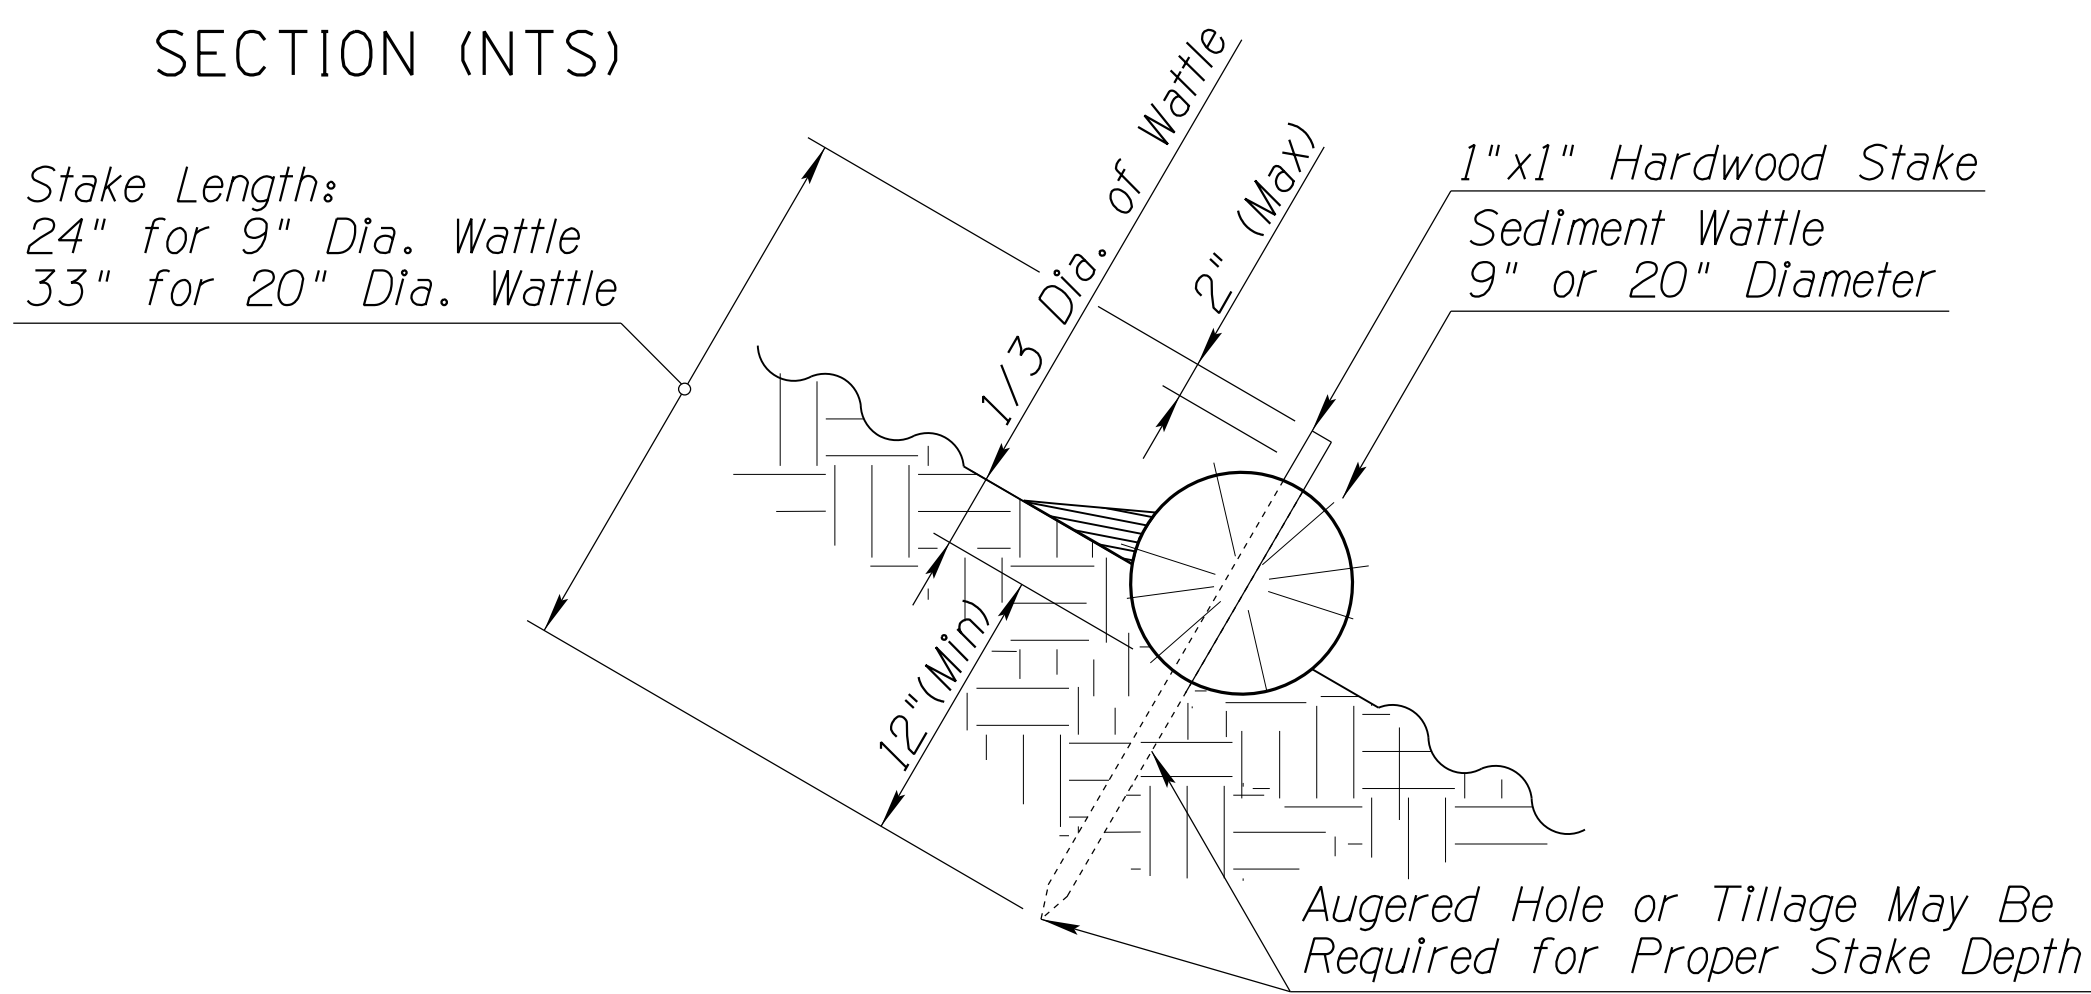 SECTION (NTS)
Stake Length:
24" for 9" Dia. Wattle
33" for 20" Dia. Wattle
1/3 Dia. of Wattle
2" (Max)
1"x1" Hardwood Stake
Sediment Wattle
9" or 20" Diameter
12"(Min)
Augered Hole or Tillage May Be
Required for Proper Stake Depth